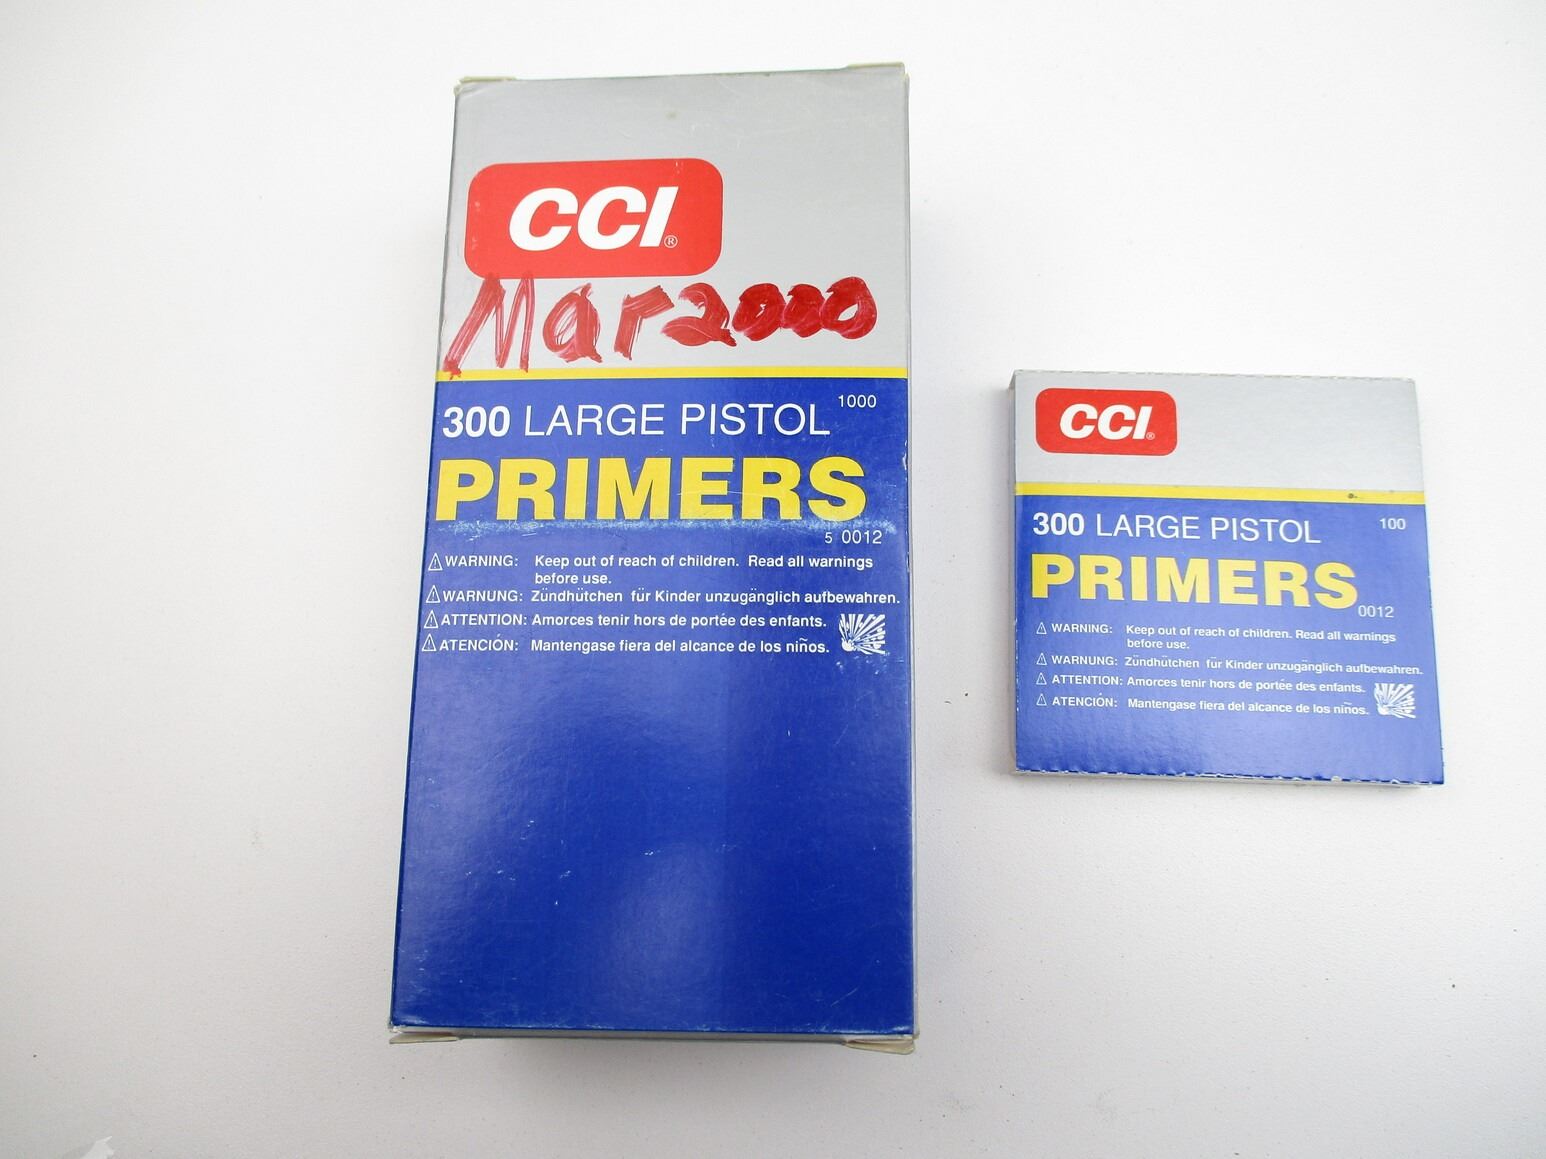 CCI®
Mar2000
300 LARGE PISTOL 1000
PRIMERS
5 0012
WARNING: Keep out of reach of children. Read all warnings
before use.
WARNUNG: Zündhütchen für Kinder unzugänglich aufbewahren.
ATTENTION: Amorces tenir hors de portée des enfants.
ATENCIÓN: Mantengase fiera del alcance de los niños.
CCI®
300 LARGE PISTOL 100
PRIMERS
0012
WARNING: Keep out of reach of children. Read all warnings
before use.
WARNUNG: Zündhütchen für Kinder unzugänglich aufbewahren.
ATTENTION: Amorces tenir hors de portée des enfants.
ATENCIÓN: Mantengase fiera del alcance de los niños.